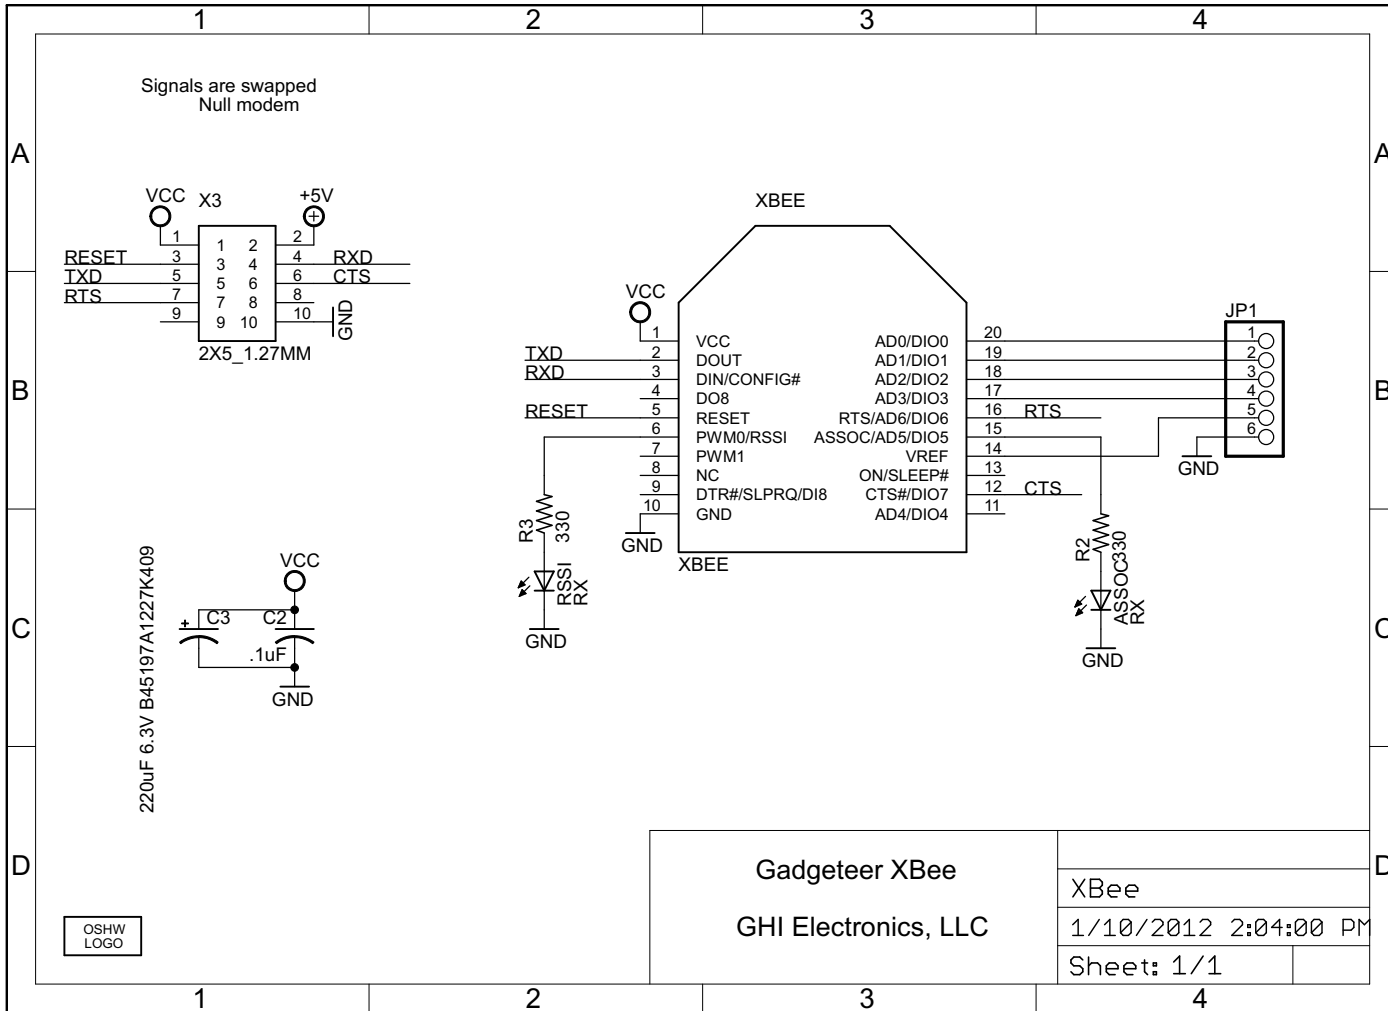 1 2 3 4
Signals are swapped
Null modem
A A
VCC X3 +5V
1 1 2 2
RESET 3 3 4 4 RXD
TXD 5 5 6 6 CTS
RTS 7 7 8 8
9 9 10 10 GND
2X5_1.27MM
XBEE
VCC
1 VCC AD0/DIO0 20
TXD 2 DOUT AD1/DIO1 19
RXD 3 DIN/CONFIG# AD2/DIO2 18
4 DO8 AD3/DIO3 17
RESET 5 RESET RTS/AD6/DIO6 16 RTS
6 PWM0/RSSI ASSOC/AD5/DIO5 15
7 PWM1 VREF 14
8 NC ON/SLEEP# 13
9 DTR#/SLPRQ/DI8 CTS#/DIO7 12 CTS
10 GND AD4/DIO4 11
GND
XBEE
JP1
1
2
3
4
5
6
GND
B B
R3
330
RSSI
RX
GND
R2
330
ASSOC
RX
GND
C C
220uF 6.3V B45197A1227K409
VCC
+ C3 C2
.1uF
GND
D D
OSHW
LOGO
Gadgeteer XBee
GHI Electronics, LLC
XBee
1/10/2012 2:04:00 PM
Sheet: 1/1
1 2 3 4